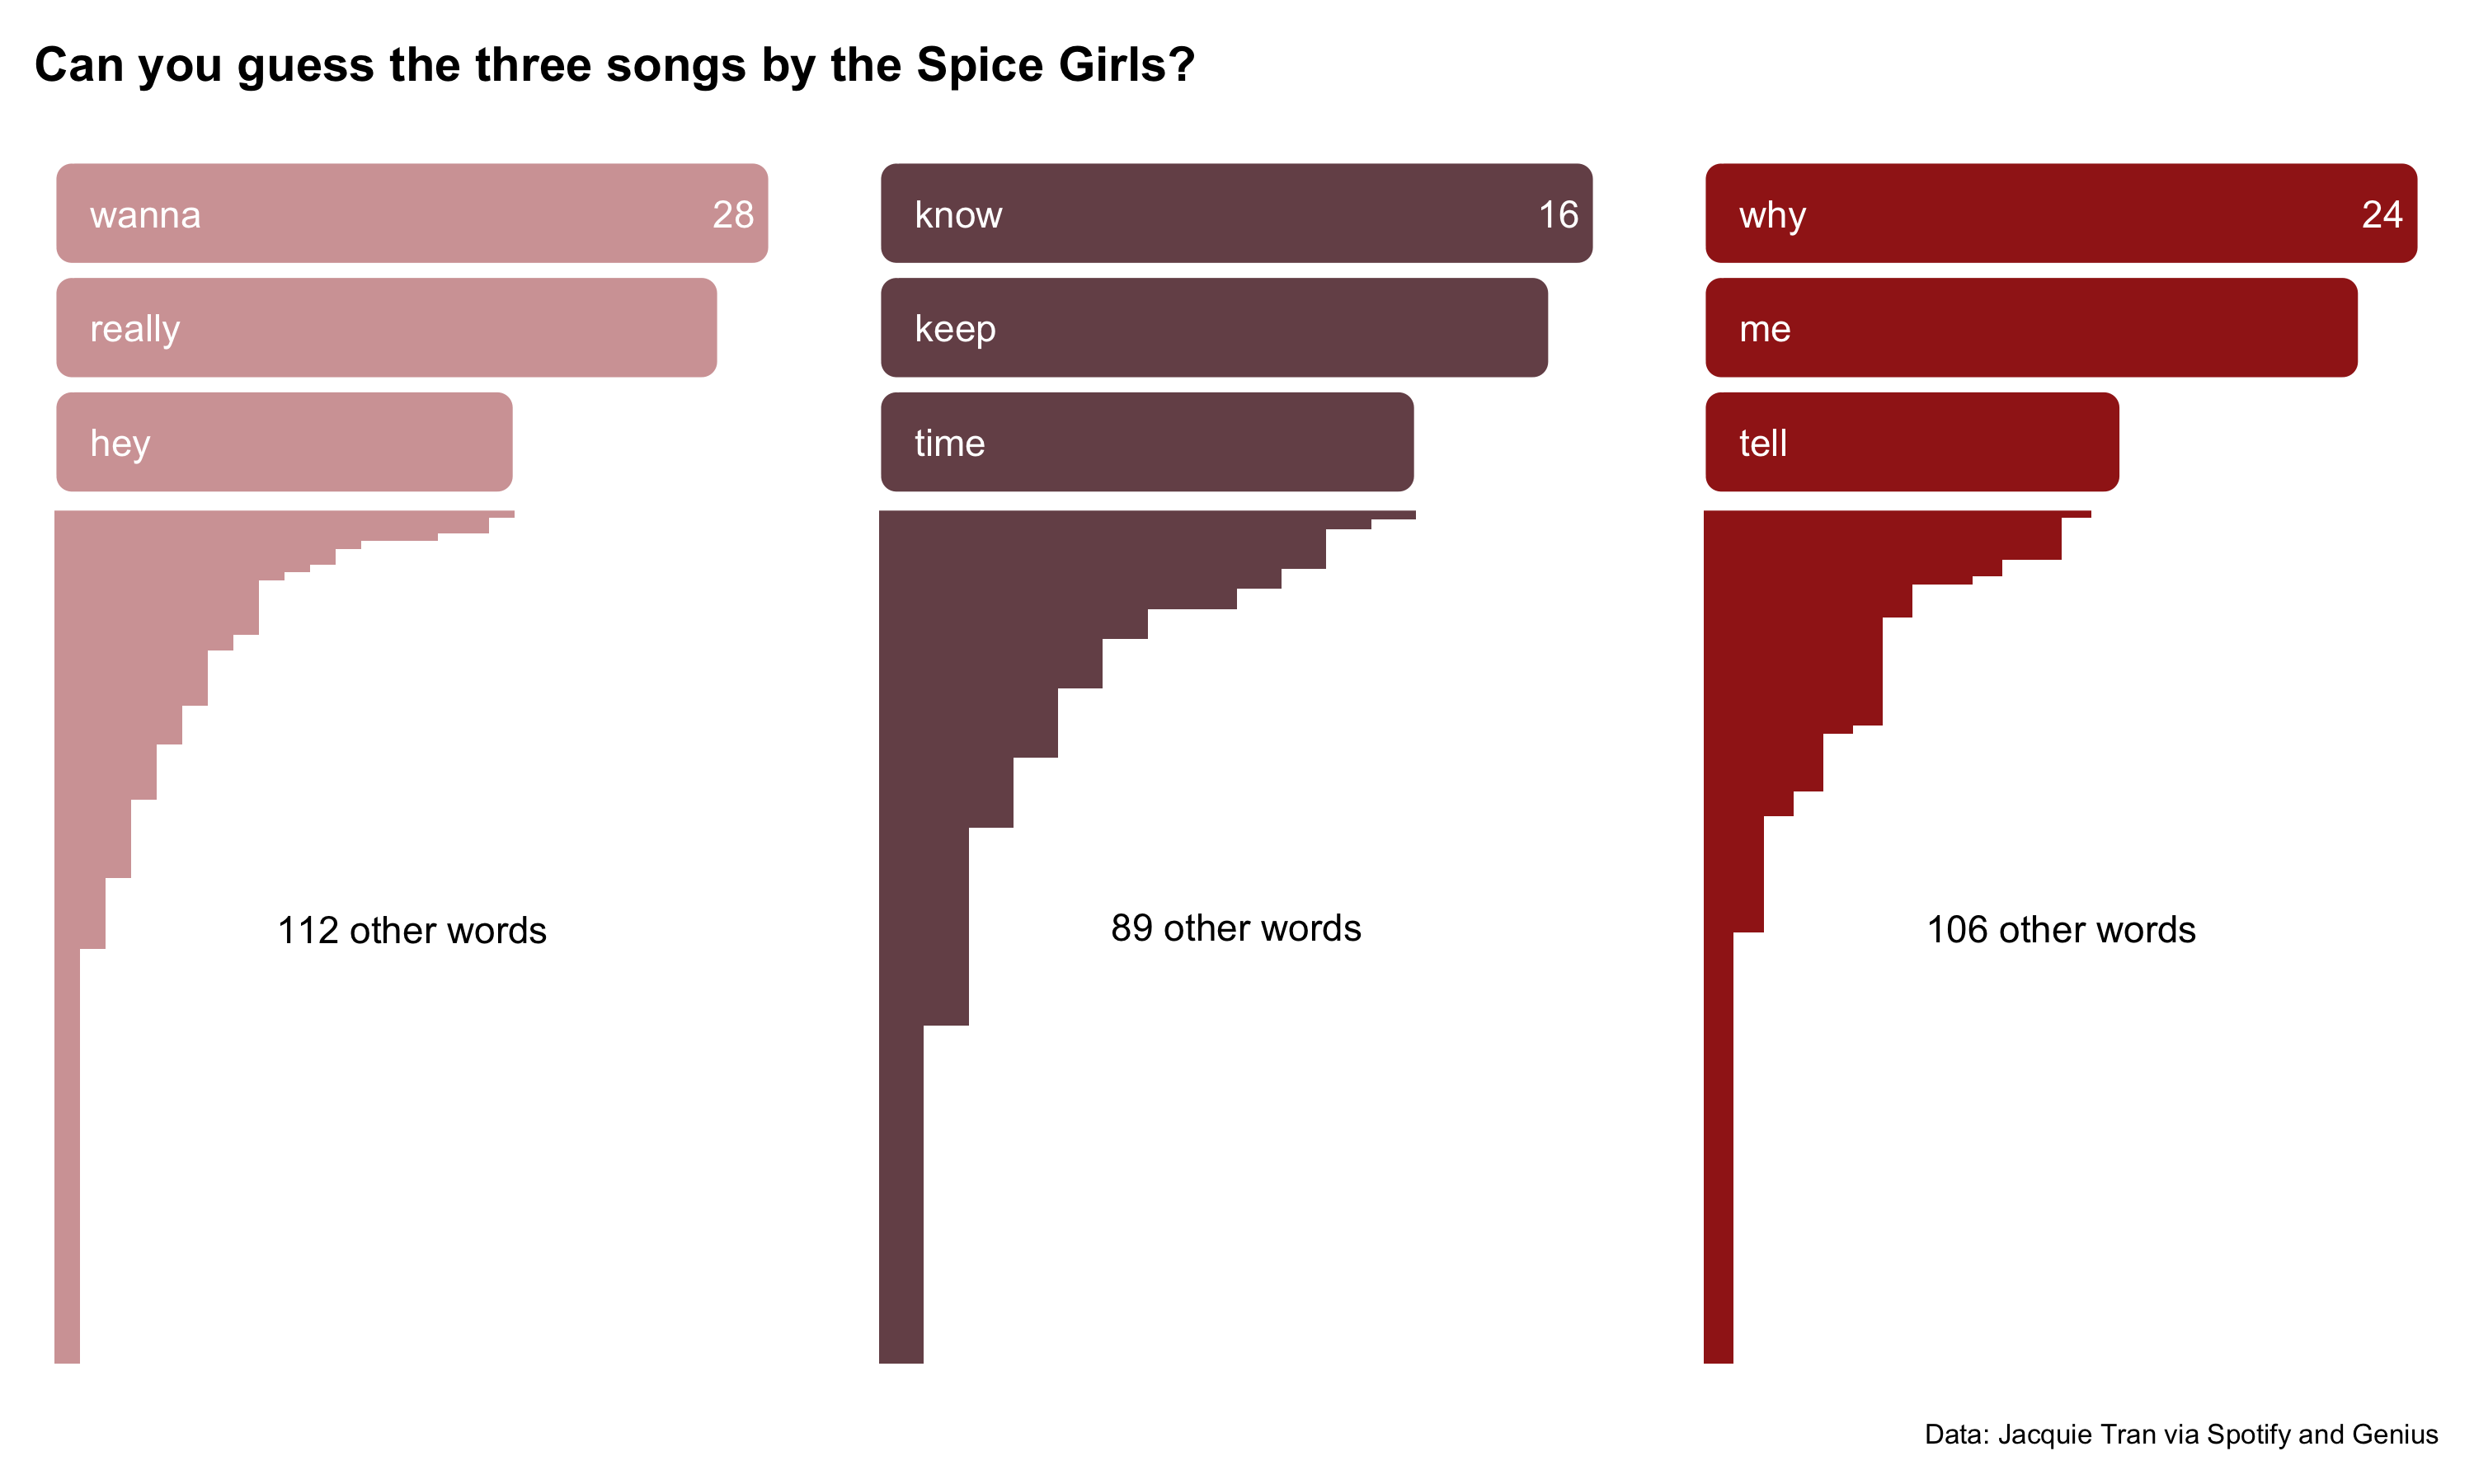 Can you guess the three songs by the Spice Girls?
wanna 28
really
hey
112 other words
know 16
keep
time
89 other words
why 24
me
tell
106 other words
Data: Jacquie Tran via Spotify and Genius